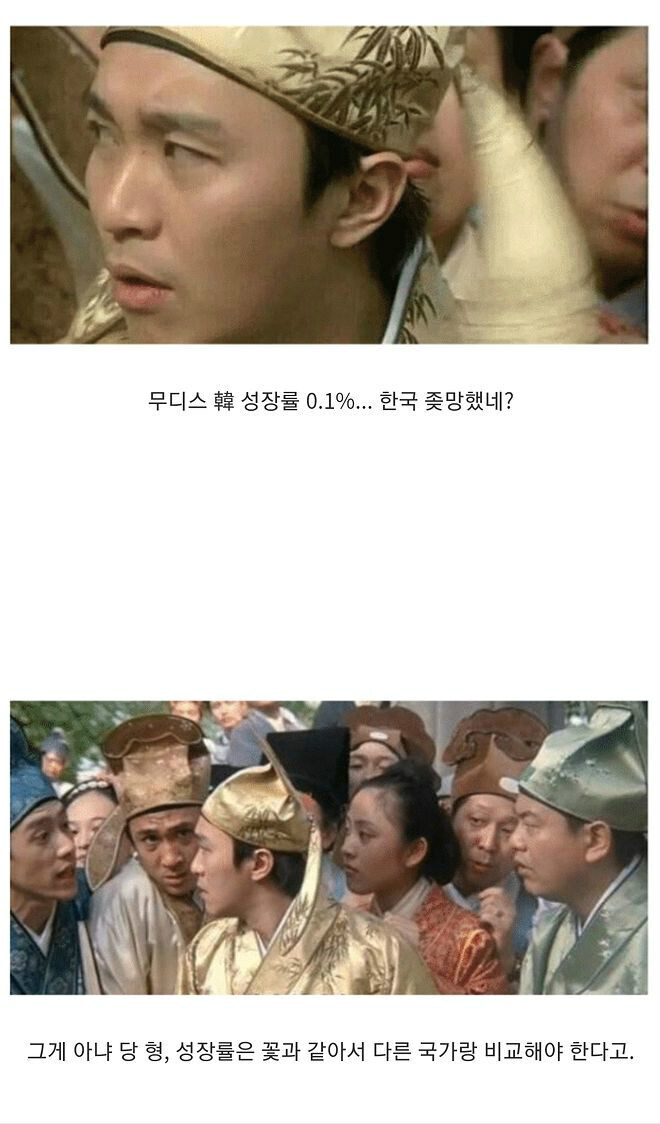 무디스 韓 성장률 0.1%... 한국 좆망했네?
그게 아냐 당 형, 성장률은 꽃과 같아서 다른 국가랑 비교해야 한다고.